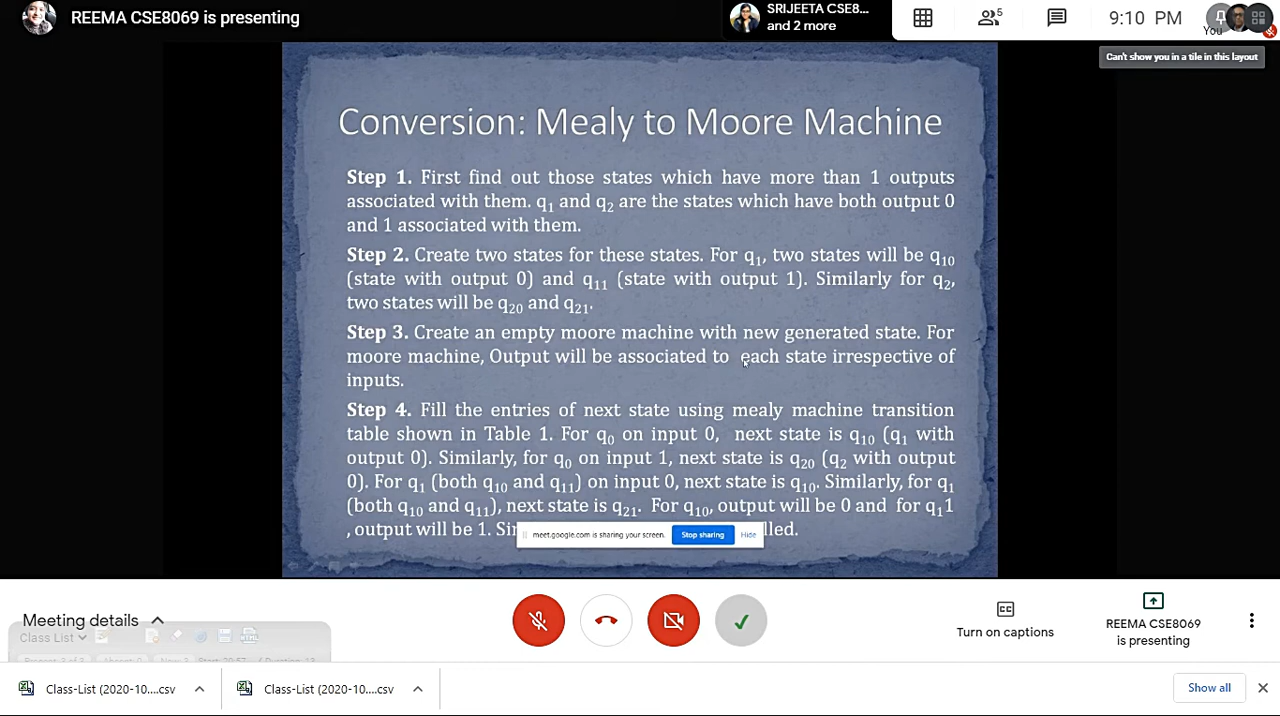 REEMA CSE8069 is presenting
SRIJEETA CSE8...
and 2 more
5
9:10 PM
You
Can't show you in a tile in this layout
Conversion: Mealy to Moore Machine
Step 1. First find out those states which have more than 1 outputs
associated with them. q1 and q2 are the states which have both output 0
and 1 associated with them.
Step 2. Create two states for these states. For q1, two states will be q10
(state with output 0) and q11 (state with output 1). Similarly for q2,
two states will be q20 and q21.
Step 3. Create an empty moore machine with new generated state. For
moore machine, Output will be associated to each state irrespective of
inputs.
Step 4. Fill the entries of next state using mealy machine transition
table shown in Table 1. For q0 on input 0, next state is q10 (q1 with
output 0). Similarly, for q0 on input 1, next state is q20 (q2 with output
0). For q1 (both q10 and q11) on input 0, next state is q10. Similarly, for q1
(both q10 and q11), next state is q21. For q10, output will be 0 and for q11
, output will be 1. Si
lled.
meet.google.com is sharing your screen.
Stop sharing
Hide
Meeting details
Class List
HTML
CC
Turn on captions
REEMA CSE8069
is presenting
Class-List (2020-10....csv
Class-List (2020-10....csv
Show all